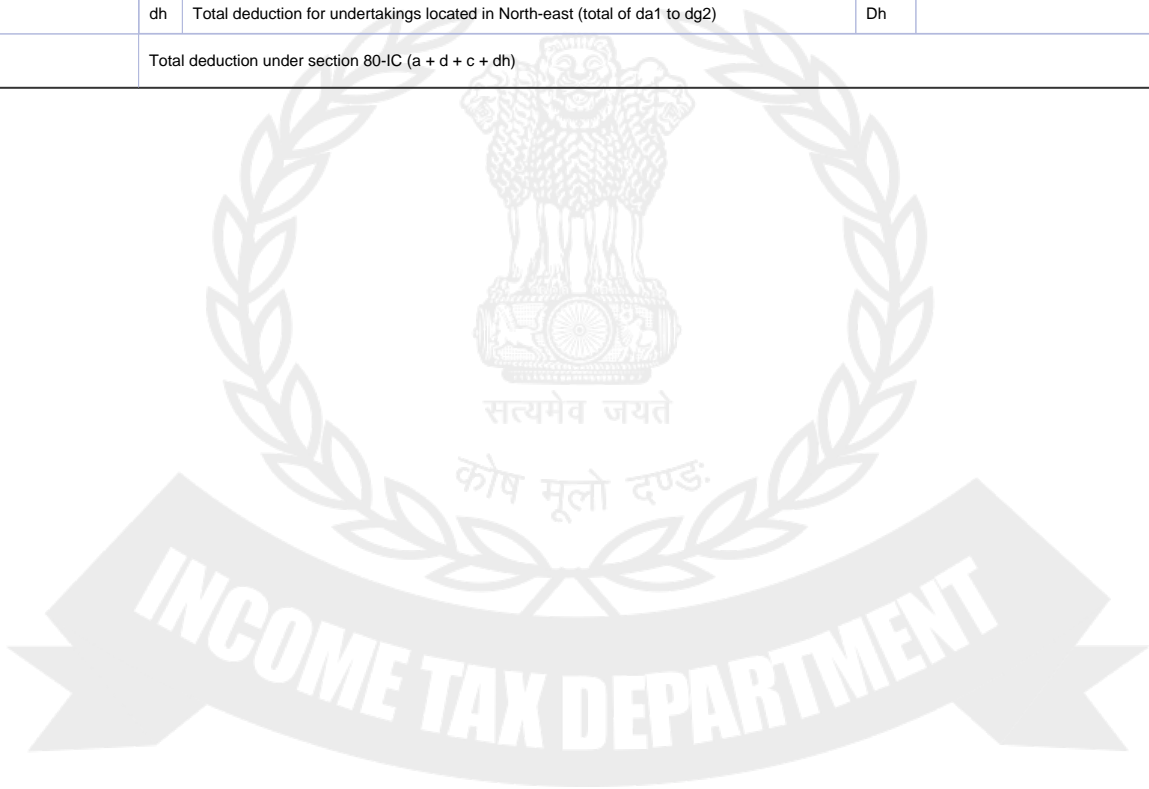 dh Total deduction for undertakings located in North-east (total of da1 to dg2) Dh
Total deduction under section 80-IC (a + d + c + dh)
सत्यमेव जयते
कोष मूलो दण्डः
INCOME TAX DEPARTMENT